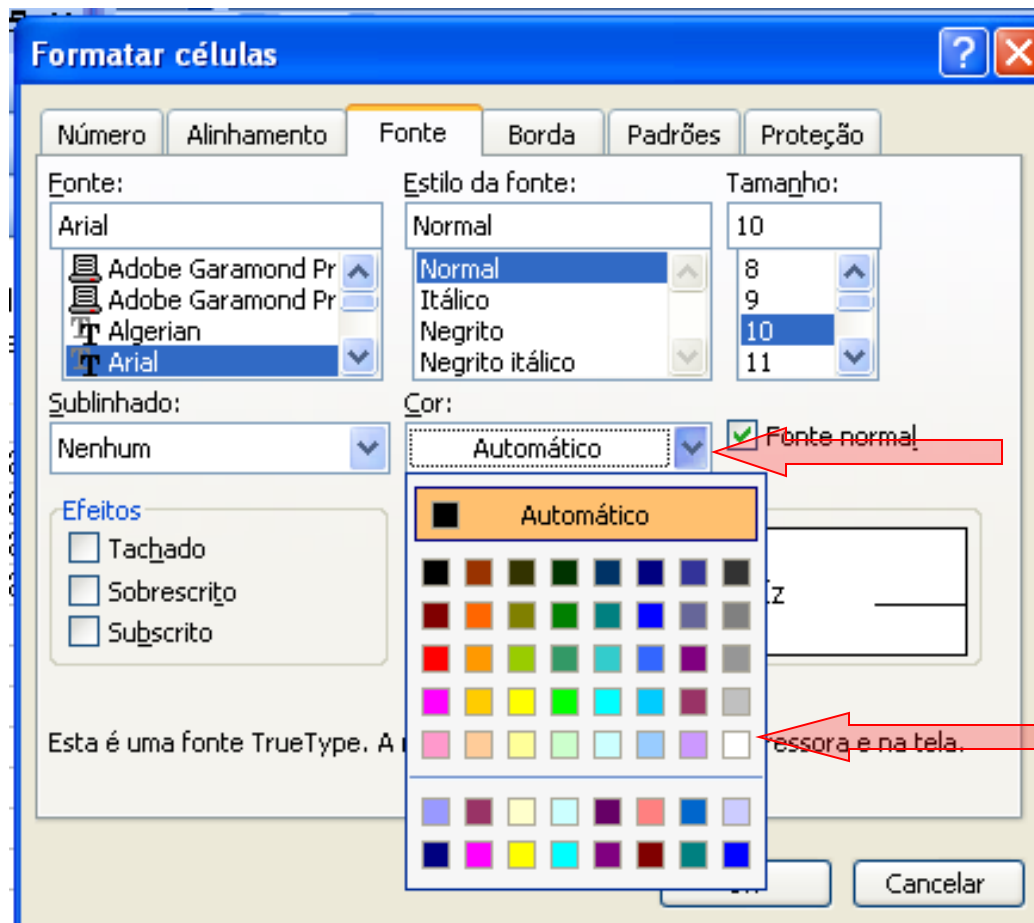 Formatar células
Número Alinhamento Fonte Borda Padrões Proteção
Fonte: Estilo da fonte: Tamanho:
Arial Normal 10
Adobe Garamond Pr Normal 8
Adobe Garamond Pr Itálico 9
Algerian Negrito 10
Arial Negrito itálico 11
Sublinhado: Cor:
Nenhum Automático Fonte normal
Efeitos Automático
Tachado
Sobrescrito
Subscrito
Esta é uma fonte TrueType. A ressora e na tela.
Cancelar